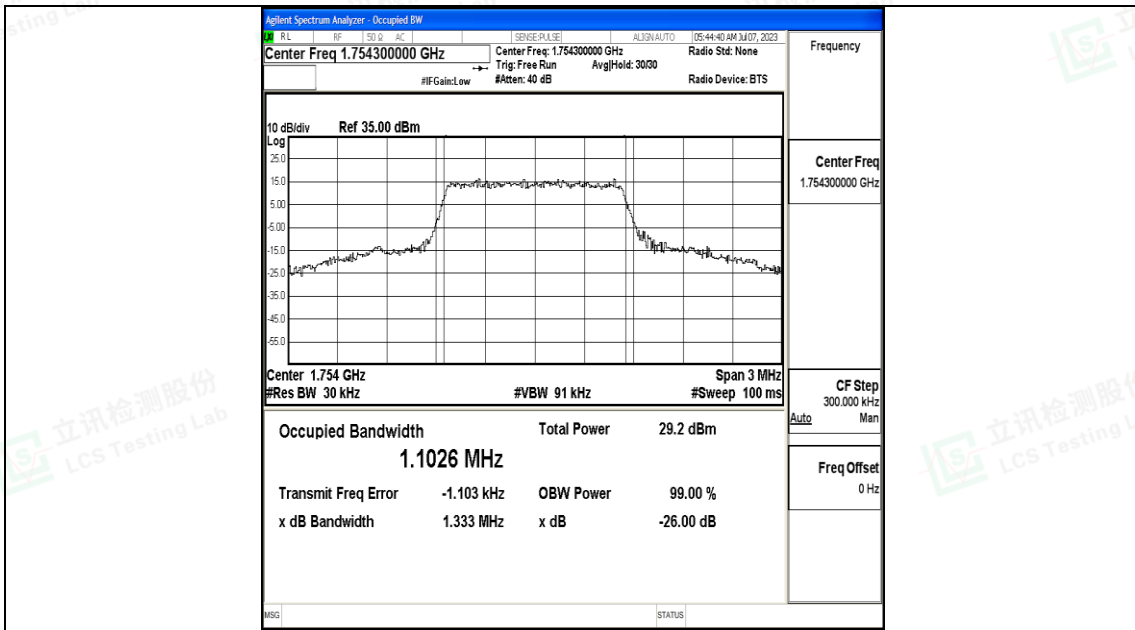 Agilent Spectrum Analyzer - Occupied BW
RL RF 50 Ω AC SENSE:PULSE ALIGN AUTO 05:44:40 AM Jul 07, 2023
Center Freq 1.754300000 GHz
Center Freq: 1.754300000 GHz
Radio Std: None
Trig: Free Run
Avg|Hold: 30/30
#IFGain:Low
#Atten: 40 dB
Radio Device: BTS
10 dB/div
Ref 35.00 dBm
Log
25.0
15.0
5.00
-5.00
-15.0
-25.0
-35.0
-45.0
-55.0
Center 1.754 GHz
Span 3 MHz
#Res BW 30 kHz
#VBW 91 kHz
#Sweep 100 ms
Occupied Bandwidth
Total Power 29.2 dBm
1.1026 MHz
Transmit Freq Error -1.103 kHz OBW Power 99.00 %
x dB Bandwidth 1.333 MHz x dB -26.00 dB
MSG
STATUS
Frequency
Center Freq
1.754300000 GHz
CF Step
300.000 kHz
Auto Man
Freq Offset
0 Hz
立讯检测股份
LCS Testing Lab
立讯检测股份
LCS Testing L